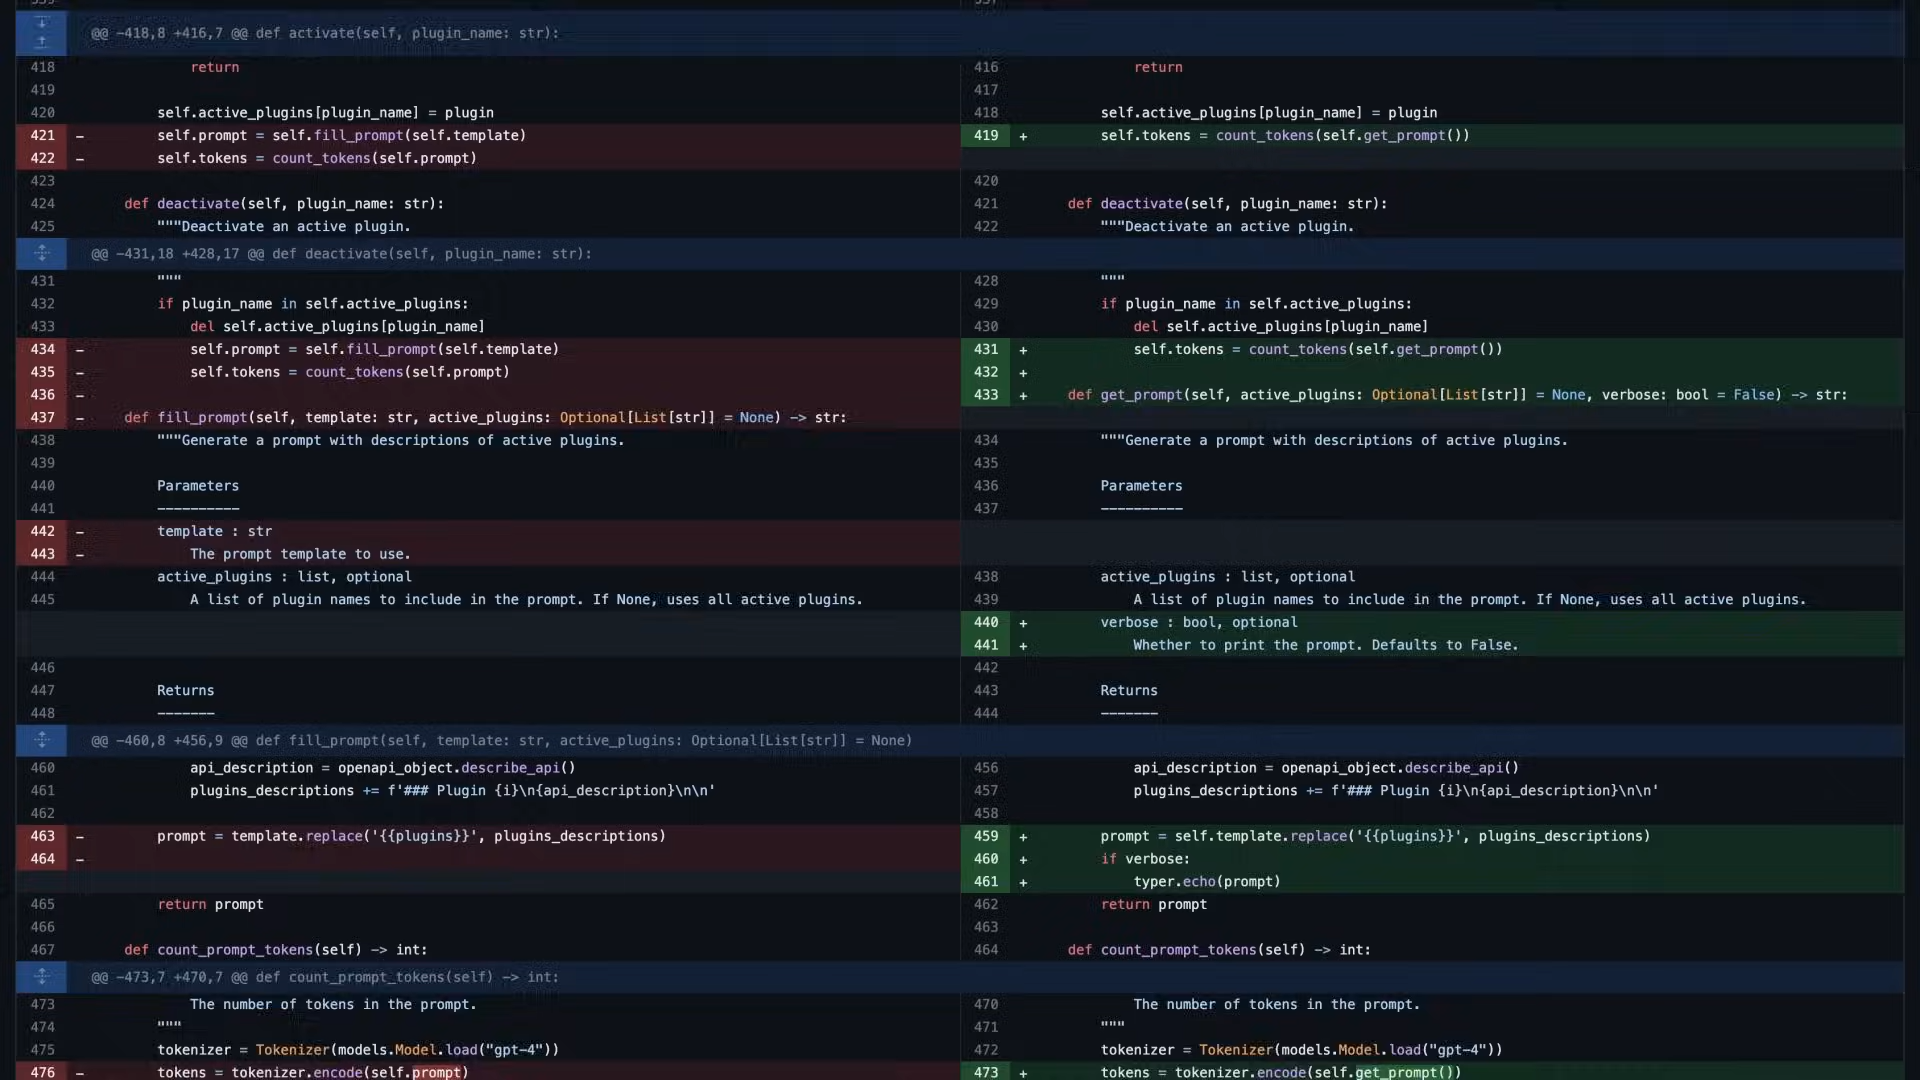 @@ -418,8 +416,7 @@ def activate(self, plugin_name: str):
418 return
419
420 self.active_plugins[plugin_name] = plugin
421 - self.prompt = self.fill_prompt(self.template)
422 - self.tokens = count_tokens(self.prompt)
423
424 def deactivate(self, plugin_name: str):
425 """Deactivate an active plugin.
@@ -431,18 +428,17 @@ def deactivate(self, plugin_name: str):
431 """
432 if plugin_name in self.active_plugins:
433 del self.active_plugins[plugin_name]
434 - self.prompt = self.fill_prompt(self.template)
435 - self.tokens = count_tokens(self.prompt)
436 -
437 - def fill_prompt(self, template: str, active_plugins: Optional[List[str]] = None) -> str:
438 """Generate a prompt with descriptions of active plugins.
439
440 Parameters
441 ----------
442 - template : str
443 - The prompt template to use.
444 active_plugins : list, optional
445 A list of plugin names to include in the prompt. If None, uses all active plugins.
446
447 Returns
448 -------
@@ -460,8 +456,9 @@ def fill_prompt(self, template: str, active_plugins: Optional[List[str]] = None)
460 api_description = openapi_object.describe_api()
461 plugins_descriptions += f'### Plugin {i}\n{api_description}\n\n'
462
463 - prompt = template.replace('{{plugins}}', plugins_descriptions)
464 -
465 return prompt
466
467 def count_prompt_tokens(self) -> int:
@@ -473,7 +470,7 @@ def count_prompt_tokens(self) -> int:
473 The number of tokens in the prompt.
474 """
475 tokenizer = Tokenizer(models.Model.load("gpt-4"))
476 - tokens = tokenizer.encode(self.prompt)
416 return
417
418 self.active_plugins[plugin_name] = plugin
419 + self.tokens = count_tokens(self.get_prompt())
420
421 def deactivate(self, plugin_name: str):
422 """Deactivate an active plugin.
428 """
429 if plugin_name in self.active_plugins:
430 del self.active_plugins[plugin_name]
431 + self.tokens = count_tokens(self.get_prompt())
432 +
433 + def get_prompt(self, active_plugins: Optional[List[str]] = None, verbose: bool = False) -> str:
434 """Generate a prompt with descriptions of active plugins.
435
436 Parameters
437 ----------
438 active_plugins : list, optional
439 A list of plugin names to include in the prompt. If None, uses all active plugins.
440 + verbose : bool, optional
441 + Whether to print the prompt. Defaults to False.
442
443 Returns
444 -------
456 api_description = openapi_object.describe_api()
457 plugins_descriptions += f'### Plugin {i}\n{api_description}\n\n'
458
459 + prompt = self.template.replace('{{plugins}}', plugins_descriptions)
460 + if verbose:
461 + typer.echo(prompt)
462 return prompt
463
464 def count_prompt_tokens(self) -> int:
470 The number of tokens in the prompt.
471 """
472 tokenizer = Tokenizer(models.Model.load("gpt-4"))
473 + tokens = tokenizer.encode(self.get_prompt())